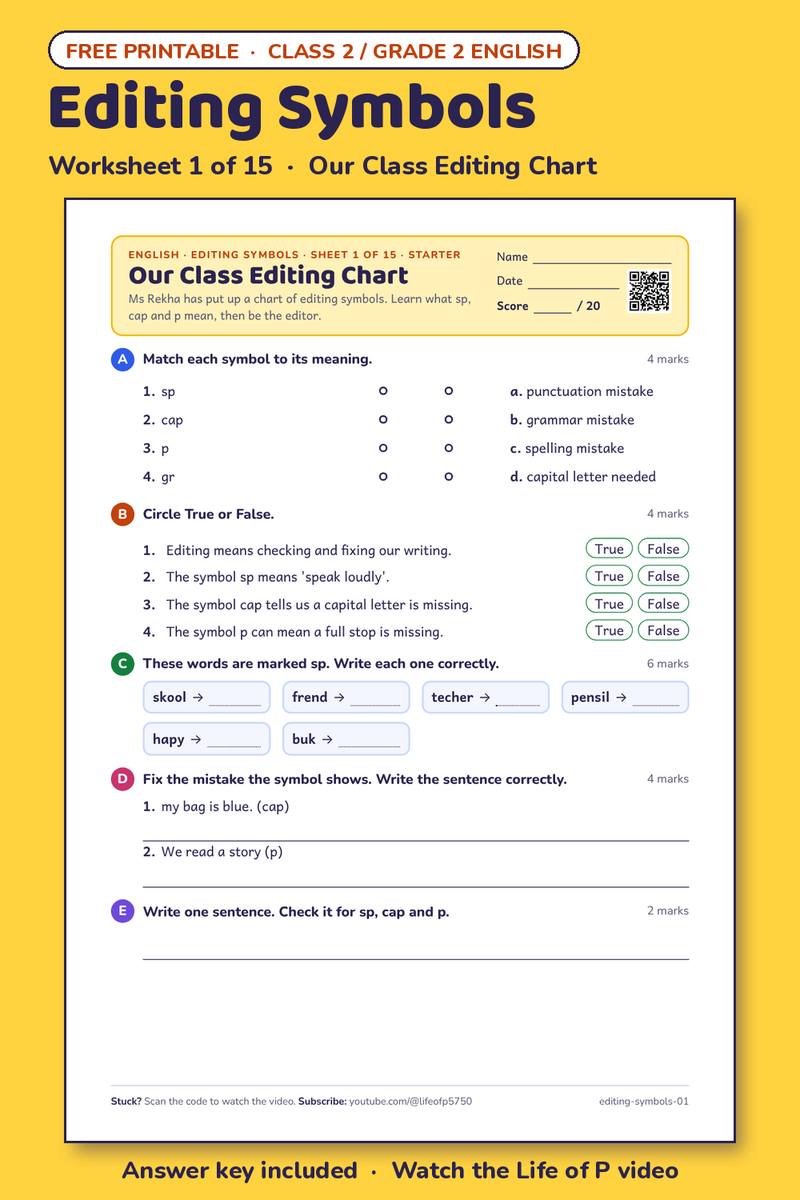 FREE PRINTABLE · CLASS 2 / GRADE 2 ENGLISH
Editing Symbols
Worksheet 1 of 15 · Our Class Editing Chart
ENGLISH · EDITING SYMBOLS · SHEET 1 OF 15 · STARTER
Our Class Editing Chart
Ms Rekha has put up a chart of editing symbols. Learn what sp,
cap and p mean, then be the editor.
Name
Date
Score / 20
A Match each symbol to its meaning. 4 marks
1. sp a. punctuation mistake
2. cap b. grammar mistake
3. p c. spelling mistake
4. gr d. capital letter needed
B Circle True or False. 4 marks
1. Editing means checking and fixing our writing. True False
2. The symbol sp means 'speak loudly'. True False
3. The symbol cap tells us a capital letter is missing. True False
4. The symbol p can mean a full stop is missing. True False
C These words are marked sp. Write each one correctly. 6 marks
skool → frend → techer → pensil →
hapy → buk →
D Fix the mistake the symbol shows. Write the sentence correctly. 4 marks
1. my bag is blue. (cap)
2. We read a story (p)
E Write one sentence. Check it for sp, cap and p. 2 marks
Stuck? Scan the code to watch the video. Subscribe: youtube.com/@lifeofp5750 editing-symbols-01
Answer key included · Watch the Life of P video